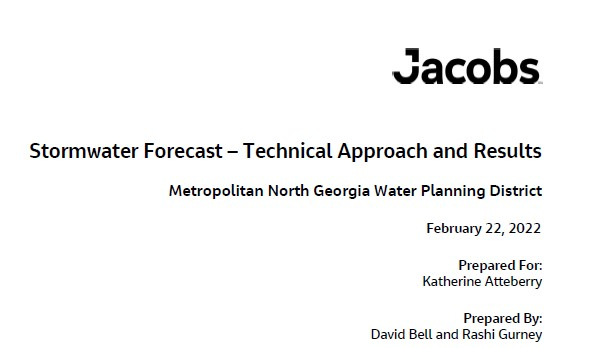 Jacobs
Stormwater Forecast – Technical Approach and Results
Metropolitan North Georgia Water Planning District
February 22, 2022
Prepared For:
Katherine Atteberry
Prepared By:
David Bell and Rashi Gurney